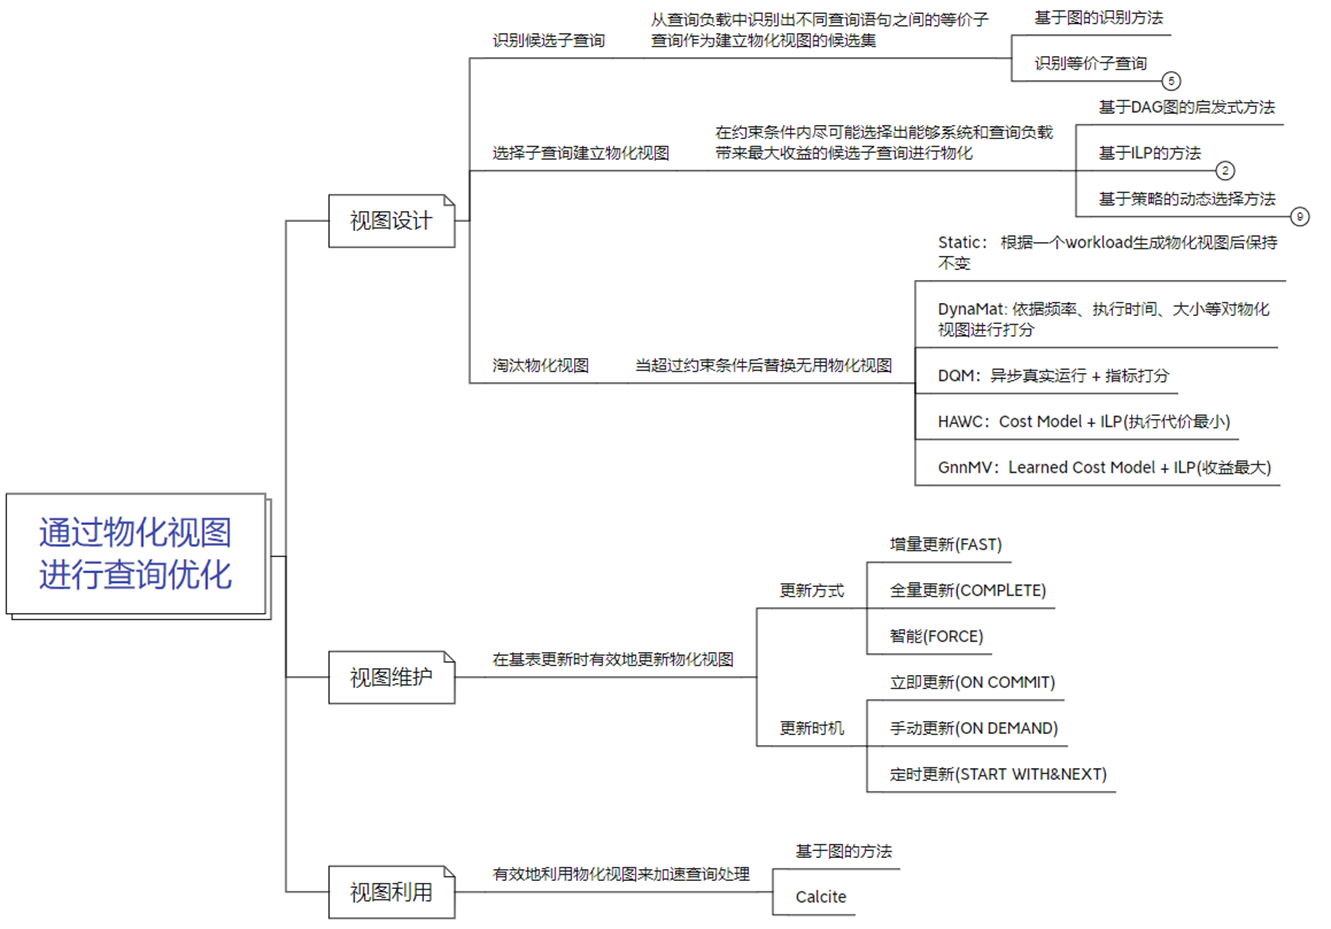 通过物化视图
进行查询优化
视图设计
识别候选子查询
从查询负载中识别出不同查询语句之间的等价子
查询作为建立物化视图的候选集
基于图的识别方法
识别等价子查询
5
选择子查询建立物化视图
在约束条件内尽可能选择出能够系统和查询负载
带来最大收益的候选子查询进行物化
基于DAG图的启发式方法
基于ILP的方法
2
基于策略的动态选择方法
9
淘汰物化视图
当超过约束条件后替换无用物化视图
Static： 根据一个workload生成物化视图后保持
不变
DynaMat: 依据频率、执行时间、大小等对物化
视图进行打分
DQM：异步真实运行 + 指标打分
HAWC：Cost Model + ILP(执行代价最小)
GnnMV：Learned Cost Model + ILP(收益最大)
视图维护
在基表更新时有效地更新物化视图
更新方式
增量更新(FAST)
全量更新(COMPLETE)
智能(FORCE)
更新时机
立即更新(ON COMMIT)
手动更新(ON DEMAND)
定时更新(START WITH&NEXT)
视图利用
有效地利用物化视图来加速查询处理
基于图的方法
Calcite